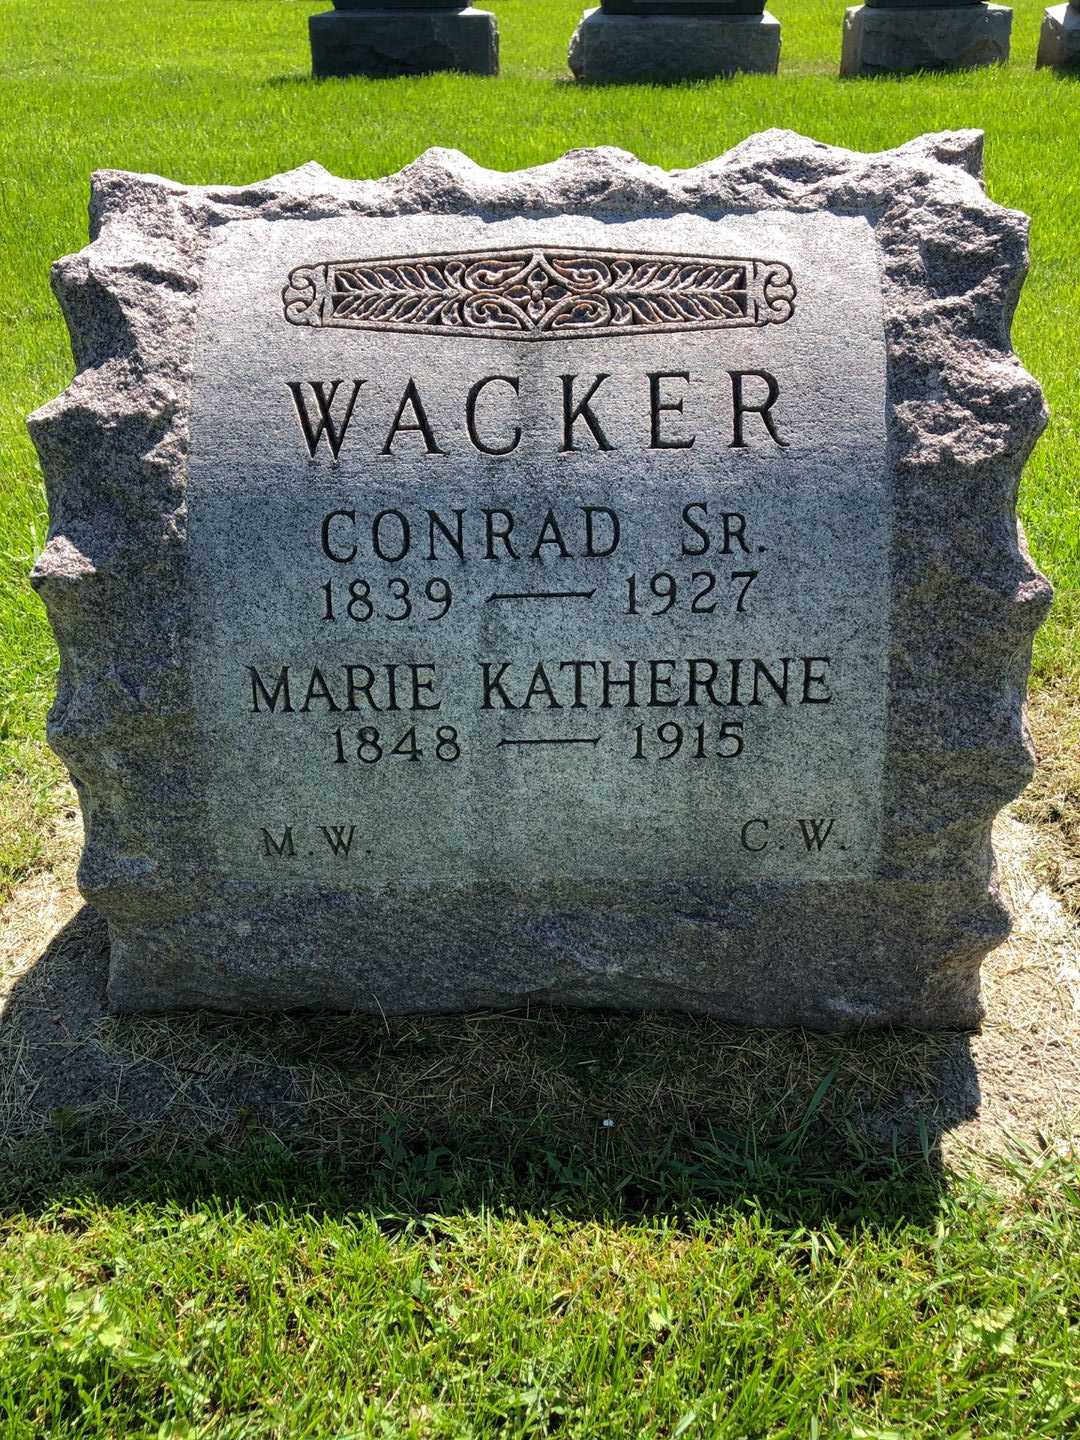 WACKER
CONRAD SR.
1839 — 1927
MARIE KATHERINE
1848 — 1915
M.W. C.W.